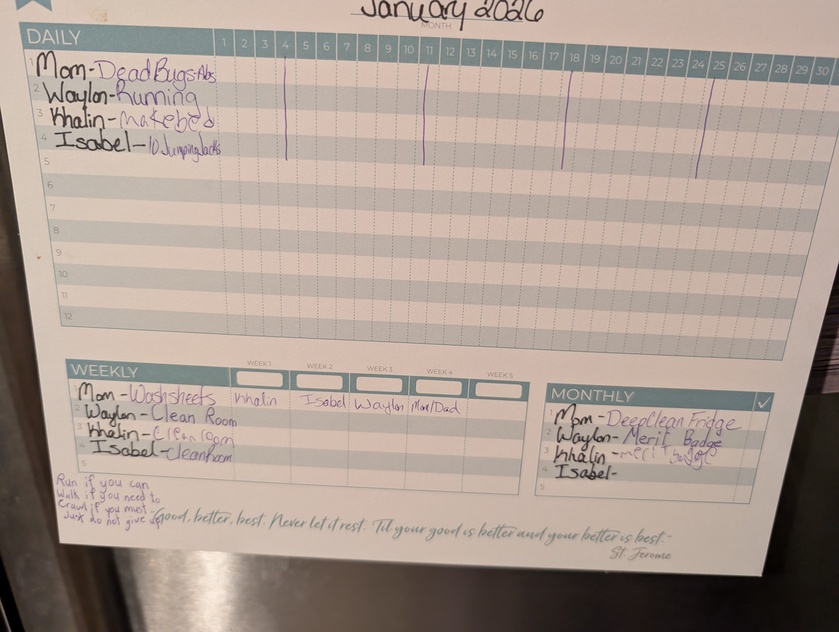 January 2026
MONTH
DAILY 1 2 3 4 5 6 7 8 9 10 11 12 13 14 15 16 17 18 19 20 21 22 23 24 25 26 27 28 29 30
1 Mom-Dead Bugs-Abs
2 Waylon-Running
3 Khalin-make bed
4 Isabel-10 Jumping Jacks
5
6
7
8
9
10
11
12
WEEKLY WEEK 1 WEEK 2 WEEK 3 WEEK 4 WEEK 5
1 Mom-Wash sheets Khalin Isabel Waylon Mom/Dad
2 Waylon-Clean Room
3 Khalin-Clean room
4 Isabel-Cleanroom
5
MONTHLY ✓
1 Mom-Deep Clean Fridge
2 Waylon-Merit Badge
3 Khalin-merit badge
4 Isabel-
5
Run if you can
Walk if you need to
Crawl if you must
Just do not give up
Good, better, best. Never let it rest. 'Til your good is better and your better is best.-
St. Jerome